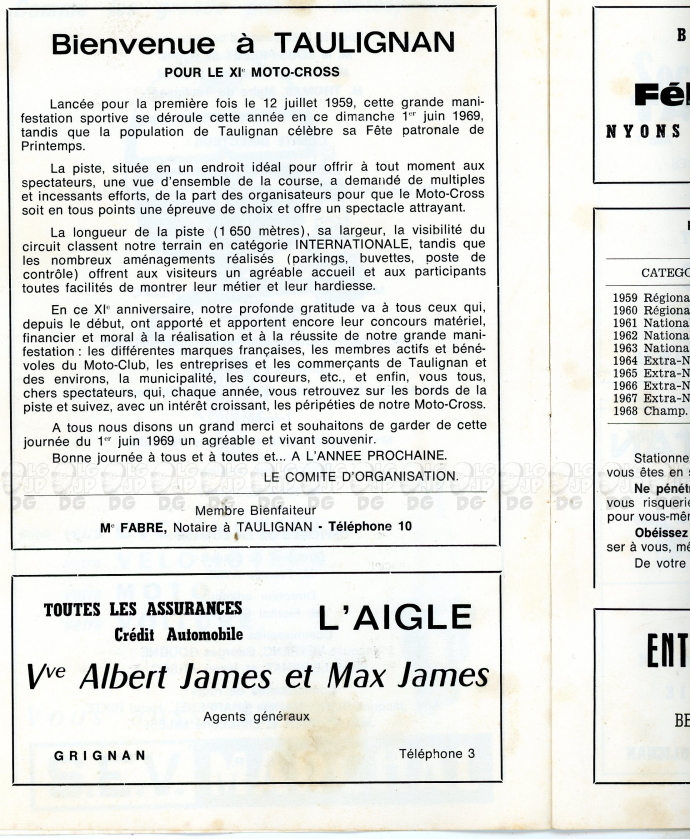 Bienvenue à TAULIGNAN
POUR LE XIe MOTO-CROSS
Lancée pour la première fois le 12 juillet 1959, cette grande mani-
festation sportive se déroule cette année en ce dimanche 1er juin 1969,
tandis que la population de Taulignan célèbre sa Fête patronale de
Printemps.
La piste, située en un endroit idéal pour offrir à tout moment aux
spectateurs, une vue d'ensemble de la course, a demandé de multiples
et incessants efforts, de la part des organisateurs pour que le Moto-Cross
soit en tous points une épreuve de choix et offre un spectacle attrayant.
La longueur de la piste (1 650 mètres), sa largeur, la visibilité du
circuit classent notre terrain en catégorie INTERNATIONALE, tandis que
les nombreux aménagements réalisés (parkings, buvettes, poste de
contrôle) offrent aux visiteurs un agréable accueil et aux participants
toutes facilités de montrer leur métier et leur hardiesse.
En ce XIe anniversaire, notre profonde gratitude va à tous ceux qui,
depuis le début, ont apporté et apportent encore leur concours matériel,
financier et moral à la réalisation et à la réussite de notre grande mani-
festation : les différentes marques françaises, les membres actifs et béné-
voles du Moto-Club, les entreprises et les commerçants de Taulignan et
des environs, la municipalité, les coureurs, etc., et enfin, vous tous,
chers spectateurs, qui, chaque année, vous retrouvez sur les bords de la
piste et suivez, avec un intérêt croissant, les péripéties de notre Moto-Cross.
A tous nous disons un grand merci et souhaitons de garder de cette
journée du 1er juin 1969 un agréable et vivant souvenir.
Bonne journée à tous et à toutes et... A L'ANNEE PROCHAINE.
LE COMITE D'ORGANISATION.
Membre Bienfaiteur
Me FABRE, Notaire à TAULIGNAN - Téléphone 10
TOUTES LES ASSURANCES
Crédit Automobile
L'AIGLE
Vve Albert James et Max James
Agents généraux
GRIGNAN
Téléphone 3
B
Fé
NYONS
CATEGO
1959 Régiona
1960 Régiona
1961 Nationa
1962 Nationa
1963 Nationa
1964 Extra-N
1965 Extra-N
1966 Extra-N
1967 Extra-N
1968 Champ.
Stationne
vous êtes en s
Ne pénétr
vous risquerie
pour vous-mêm
Obéissez
ser à vous, mê
De votre
ENT
BE